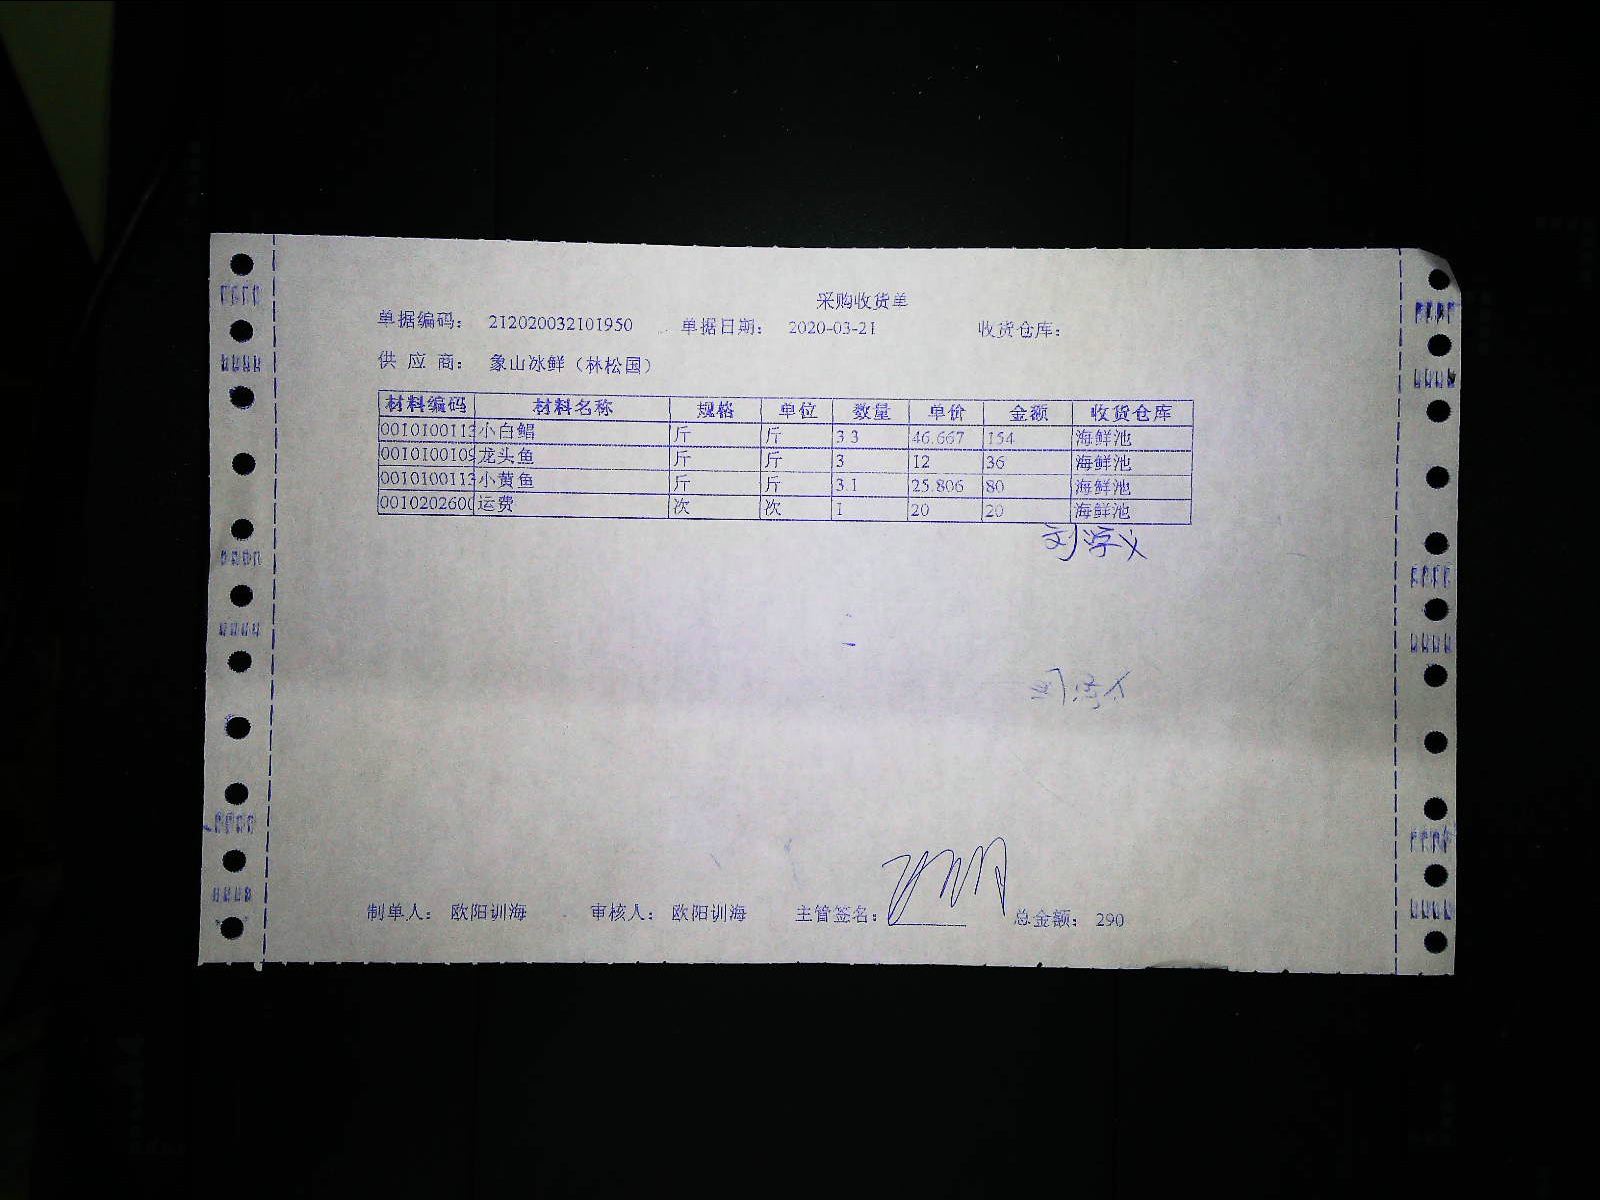 采购收货单
单据编码： 212020032101950 单据日期： 2020-03-21 收货仓库：
供 应 商： 象山冰鲜（林松国）
材料编码 材料名称 规格 单位 数量 单价 金额 收货仓库
0010100113 小白鲳 斤 斤 3.3 46.667 154 海鲜池
0010100109 龙头鱼 斤 斤 3 12 36 海鲜池
0010100113 小黄鱼 斤 斤 3.1 25.806 80 海鲜池
0010202600 运费 次 次 1 20 20 海鲜池
制单人： 欧阳训海 审核人： 欧阳训海 主管签名： 总金额： 290